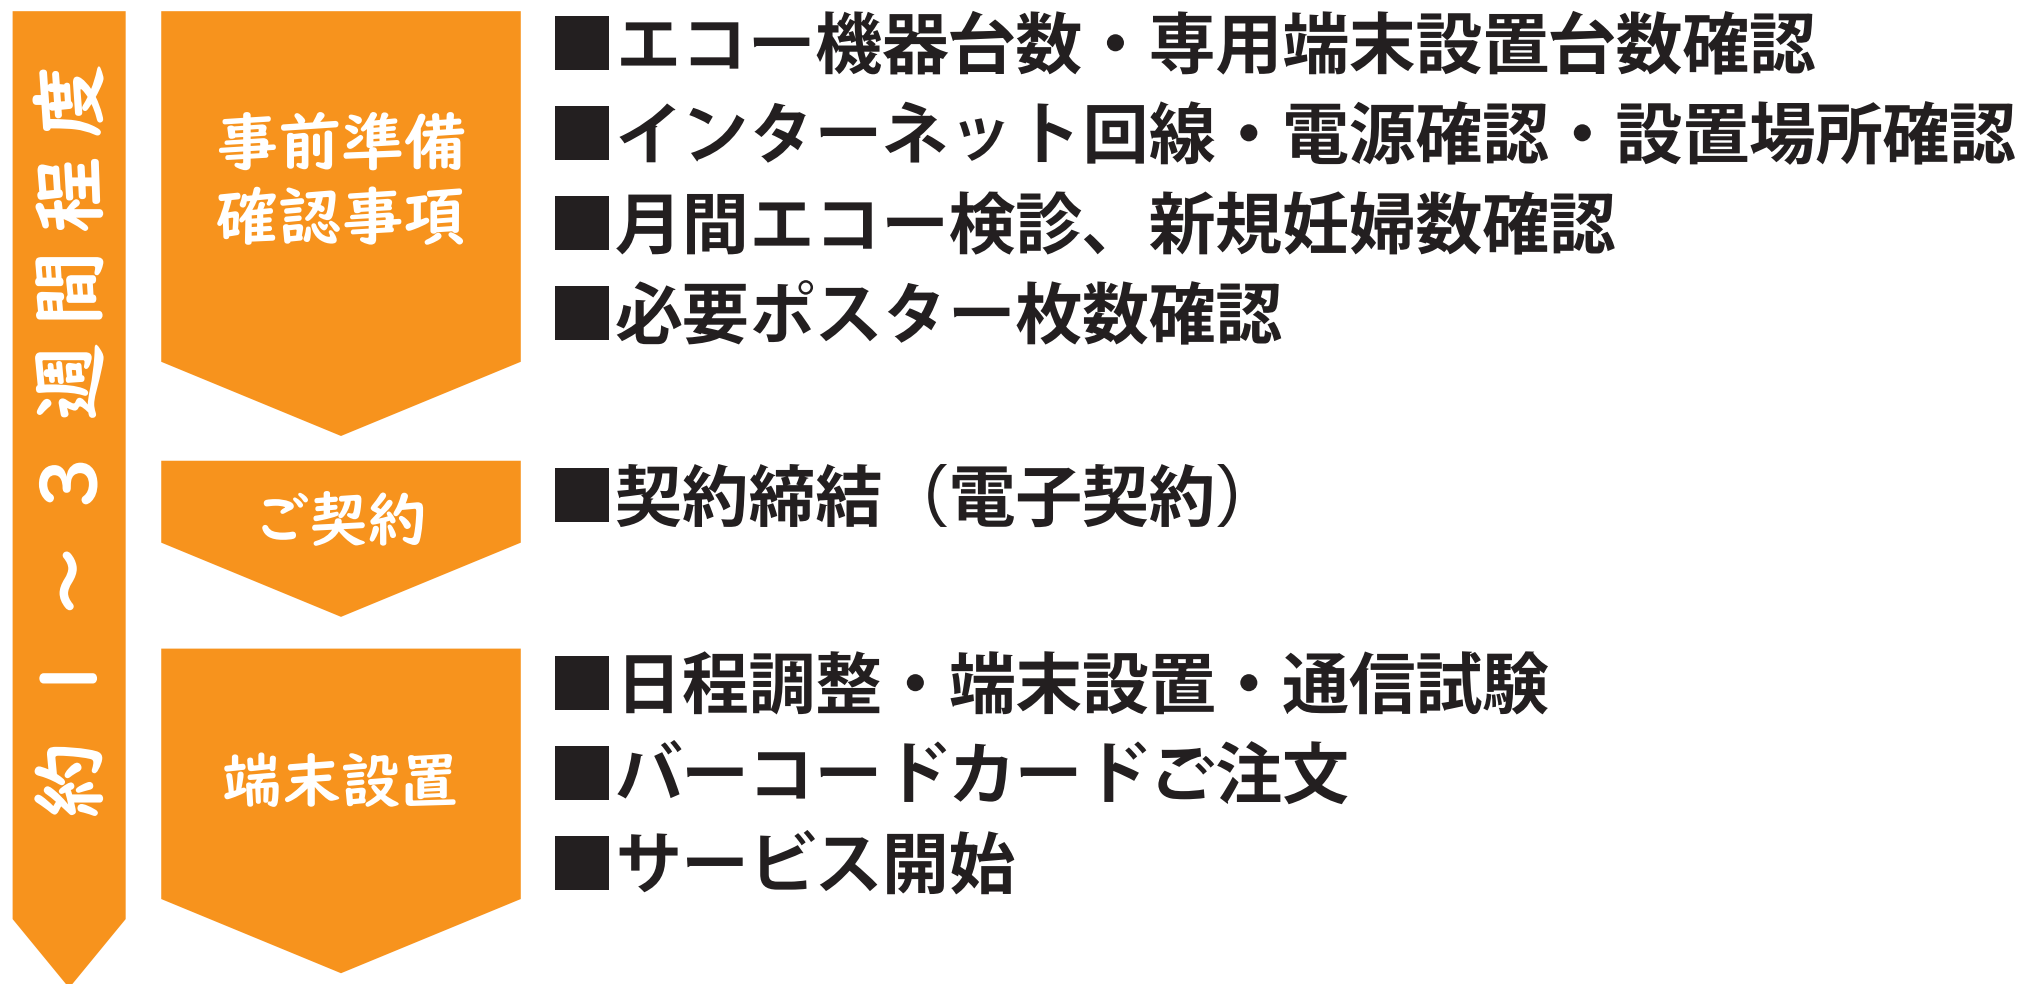 約1〜3週間程度
事前準備
確認事項
■エコー機器台数・専用端末設置台数確認
■インターネット回線・電源確認・設置場所確認
■月間エコー検診、新規妊婦数確認
■必要ポスター枚数確認
ご契約
■契約締結（電子契約）
端末設置
■日程調整・端末設置・通信試験
■バーコードカードご注文
■サービス開始